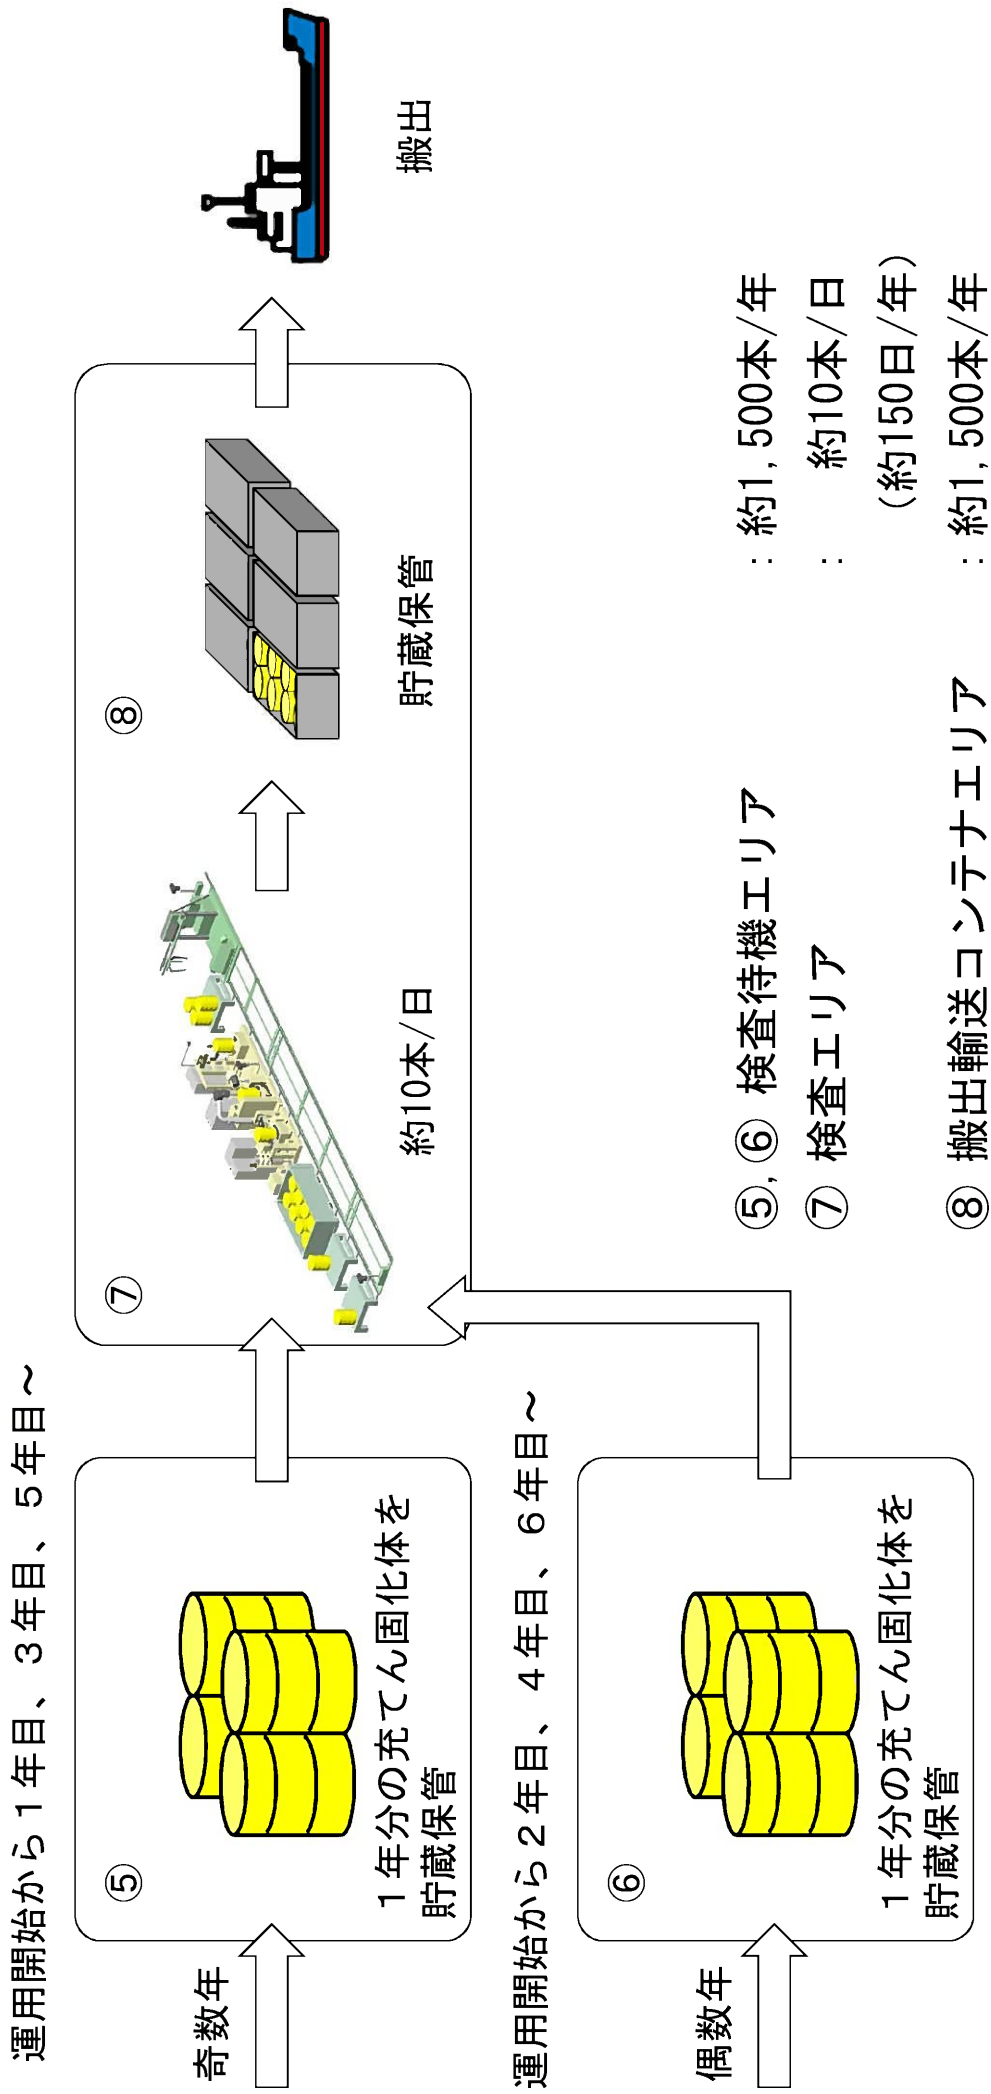 運用開始から１年目、３年目、５年目～
奇数年
⑤
１年分の充てん固化体を
貯蔵保管
⑦
約10本/日
⑧
貯蔵保管
搬出
運用開始から２年目、４年目、６年目～
偶数年
⑥
１年分の充てん固化体を
貯蔵保管
⑤, ⑥ 検査待機エリア : 約1,500本/年
⑦ 検査エリア : 約10本/日
(約150日/年)
⑧ 搬出輸送コンテナエリア : 約1,500本/年